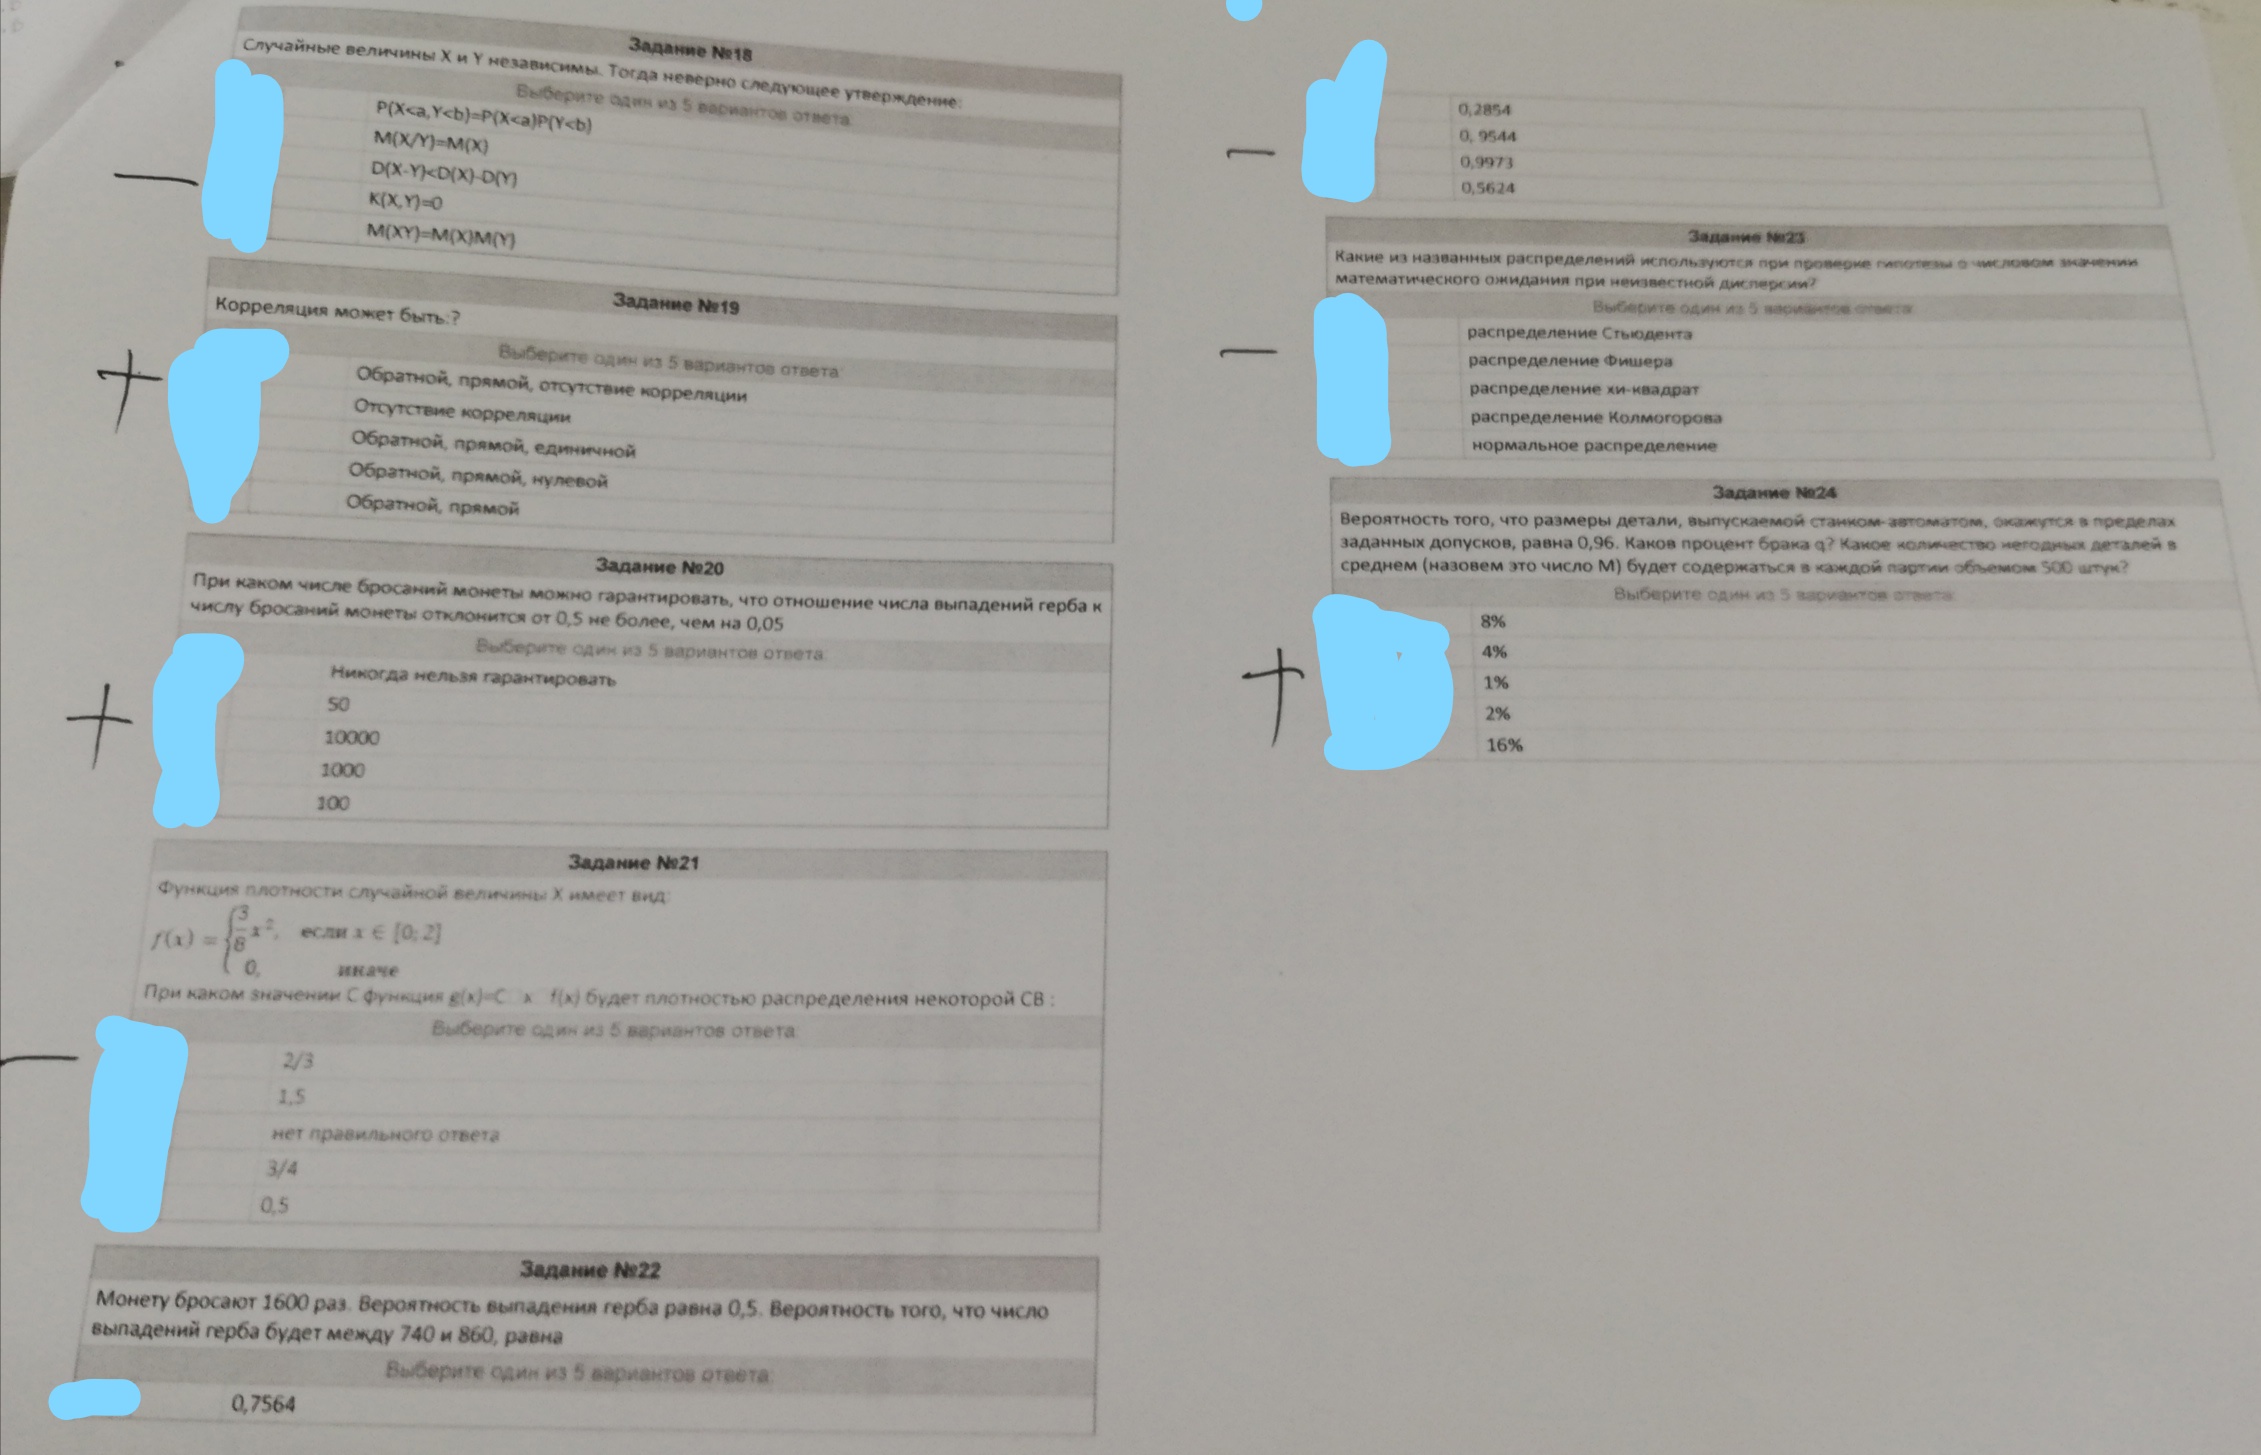 Задание №18
Случайные величины X и Y независимы. Тогда неверно следующее утверждение:
Выберите один из 5 вариантов ответа:
P(X<a,Y<b)=P(X<a)P(Y<b)
M(X/Y)=M(X)
D(X-Y)<D(X)-D(Y)
K(X,Y)=0
M(XY)=M(X)M(Y)
Задание №19
Корреляция может быть:?
Выберите один из 5 вариантов ответа:
Обратной, прямой, отсутствие корреляции
Отсутствие корреляции
Обратной, прямой, единичной
Обратной, прямой, нулевой
Обратной, прямой
Задание №20
При каком числе бросаний монеты можно гарантировать, что отношение числа выпадений герба к
числу бросаний монеты отклонится от 0,5 не более, чем на 0,05
Выберите один из 5 вариантов ответа:
Никогда нельзя гарантировать
50
10000
1000
100
Задание №21
Функция плотности случайной величины X имеет вид:
f(x) = { 3/8 x², если x ∈ [0; 2]
0, иначе
При каком значении C функция g(x)=C x f(x) будет плотностью распределения некоторой СВ :
Выберите один из 5 вариантов ответа:
2/3
1,5
нет правильного ответа
3/4
0,5
Задание №22
Монету бросают 1600 раз. Вероятность выпадения герба равна 0,5. Вероятность того, что число
выпадений герба будет между 740 и 860, равна
Выберите один из 5 вариантов ответа:
0,7564
0,2854
0, 9544
0,9973
0,5624
Задание №23
Какие из названных распределений используются при проверке гипотезы о числовом значении
математического ожидания при неизвестной дисперсии?
Выберите один из 5 вариантов ответа:
распределение Стьюдента
распределение Фишера
распределение хи-квадрат
распределение Колмогорова
нормальное распределение
Задание №24
Вероятность того, что размеры детали, выпускаемой станком-автоматом, окажутся в пределах
заданных допусков, равна 0,96. Каков процент брака q? Какое количество негодных деталей в
среднем (назовем это число M) будет содержаться в каждой партии объемом 500 штук?
Выберите один из 5 вариантов ответа:
8%
4%
1%
2%
16%